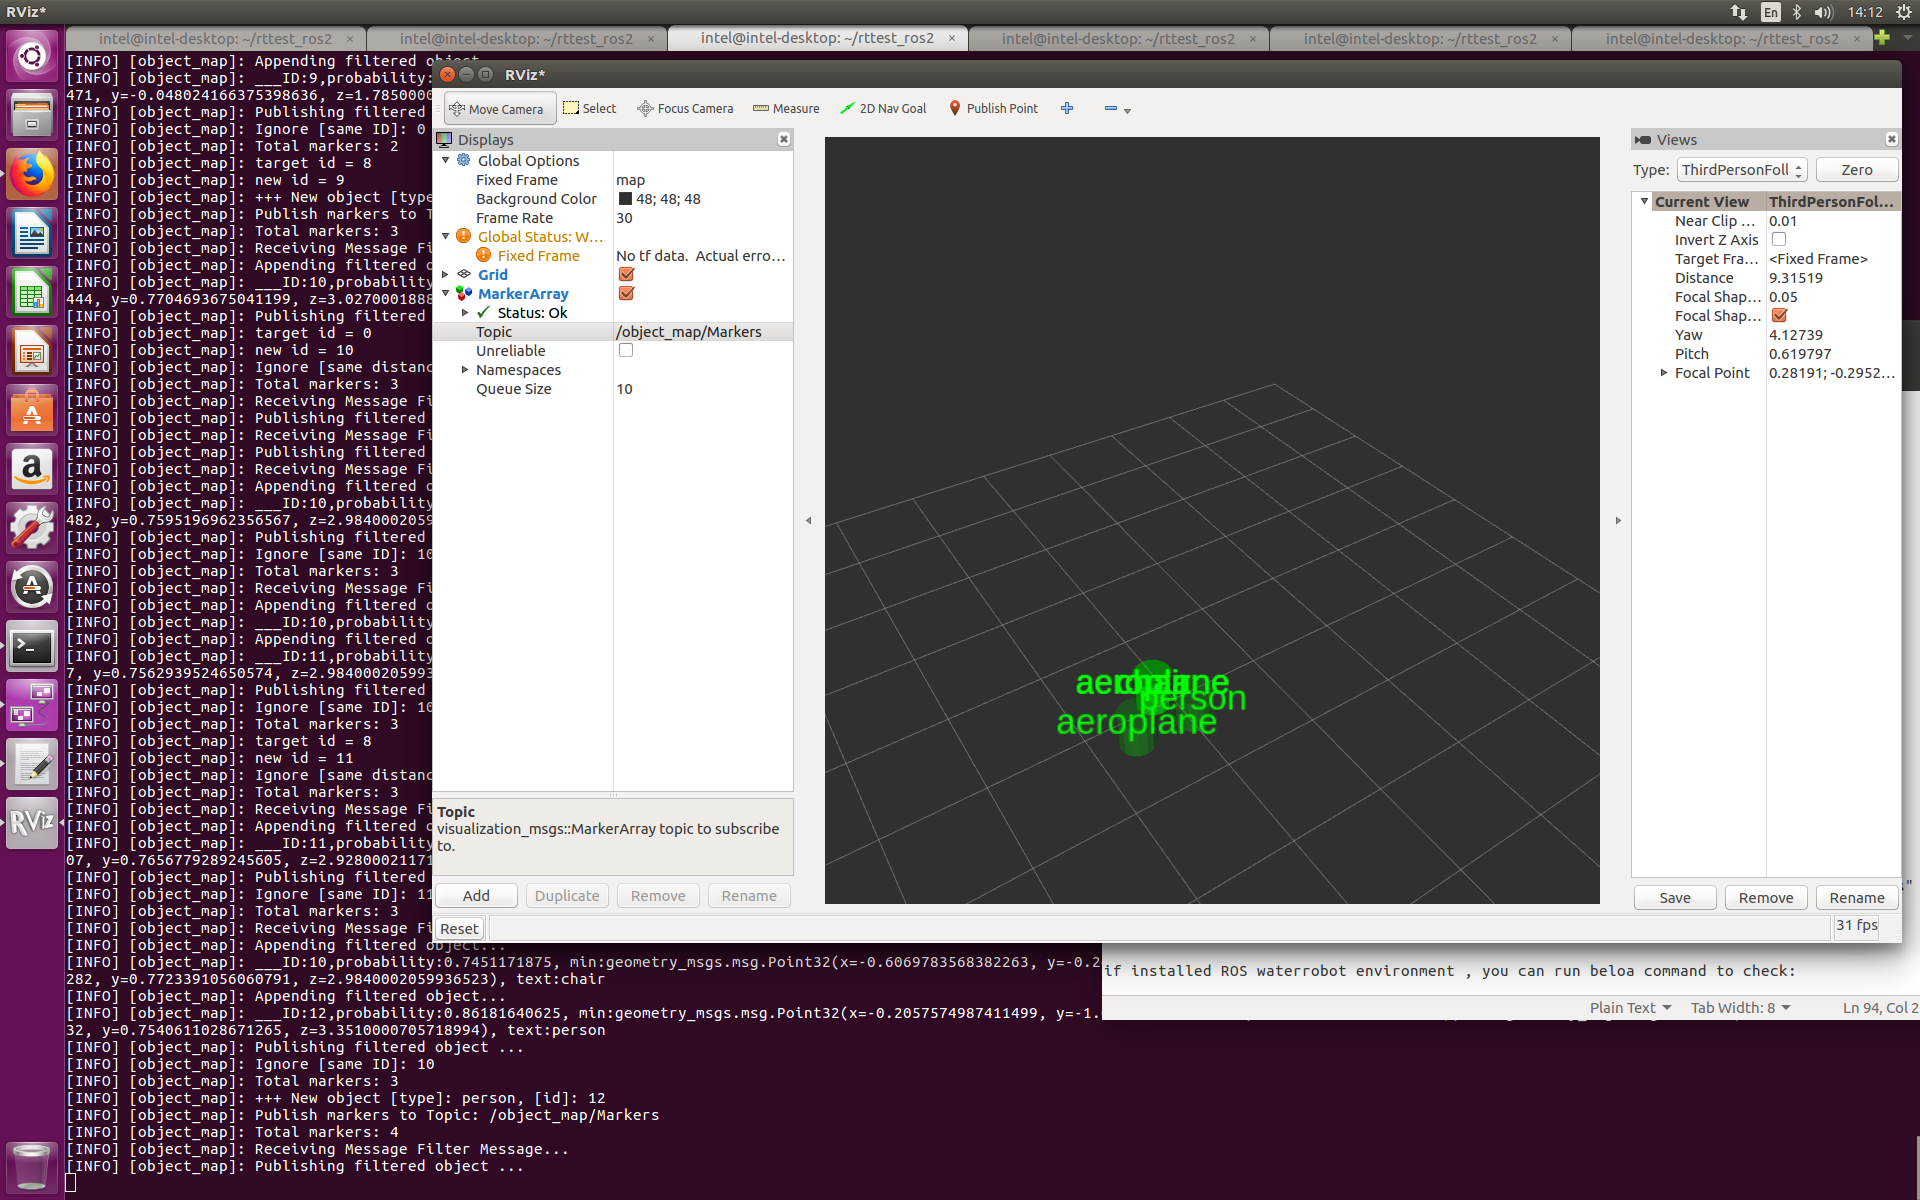 RViz*
En
14:12
intel@intel-desktop: ~/rttest_ros2 × intel@intel-desktop: ~/rttest_ros2 × intel@intel-desktop: ~/rttest_ros2 × intel@intel-desktop: ~/rttest_ros2 × intel@intel-desktop: ~/rttest_ros2 × intel@intel-desktop: ~/rttest_ros2 ×
[INFO] [object_map]: Appending filtered object
[INFO] [object_map]: ___ID:9,probability:
471, y=-0.048024166375398636, z=1.7850000
[INFO] [object_map]: Publishing filtered
[INFO] [object_map]: Ignore [same ID]: 0
[INFO] [object_map]: Total markers: 2
[INFO] [object_map]: target id = 8
[INFO] [object_map]: new id = 9
[INFO] [object_map]: +++ New object [type
[INFO] [object_map]: Publish markers to T
[INFO] [object_map]: Total markers: 3
[INFO] [object_map]: Receiving Message Fi
[INFO] [object_map]: Appending filtered o
[INFO] [object_map]: ___ID:10,probability
444, y=0.7704693675041199, z=3.0270001888
[INFO] [object_map]: Publishing filtered
[INFO] [object_map]: target id = 0
[INFO] [object_map]: new id = 10
[INFO] [object_map]: Ignore [same distanc
[INFO] [object_map]: Total markers: 3
[INFO] [object_map]: Receiving Message Fi
[INFO] [object_map]: Publishing filtered
[INFO] [object_map]: Receiving Message Fi
[INFO] [object_map]: Publishing filtered
[INFO] [object_map]: Receiving Message Fi
[INFO] [object_map]: Appending filtered o
[INFO] [object_map]: ___ID:10,probability
482, y=0.7595196962356567, z=2.9840002059
[INFO] [object_map]: Publishing filtered
[INFO] [object_map]: Ignore [same ID]: 10
[INFO] [object_map]: Total markers: 3
[INFO] [object_map]: Receiving Message Fi
[INFO] [object_map]: Appending filtered o
[INFO] [object_map]: ___ID:10,probability
[INFO] [object_map]: Appending filtered o
[INFO] [object_map]: ___ID:11,probability
7, y=0.7562939524650574, z=2.984000205993
[INFO] [object_map]: Publishing filtered
[INFO] [object_map]: Ignore [same ID]: 10
[INFO] [object_map]: Total markers: 3
[INFO] [object_map]: target id = 8
[INFO] [object_map]: new id = 11
[INFO] [object_map]: Ignore [same distanc
[INFO] [object_map]: Total markers: 3
[INFO] [object_map]: Receiving Message Fi
[INFO] [object_map]: Appending filtered o
[INFO] [object_map]: ___ID:11,probability
07, y=0.7656779289245605, z=2.92800021171
[INFO] [object_map]: Publishing filtered
[INFO] [object_map]: Ignore [same ID]: 11
[INFO] [object_map]: Total markers: 3
[INFO] [object_map]: Receiving Message Fi
[INFO] [object_map]: Appending filtered object...
[INFO] [object_map]: ___ID:10,probability:0.7451171875, min:geometry_msgs.msg.Point32(x=-0.6069783568382263, y=-0.2
282, y=0.7723391056060791, z=2.9840002059936523), text:chair
[INFO] [object_map]: Appending filtered object...
[INFO] [object_map]: ___ID:12,probability:0.86181640625, min:geometry_msgs.msg.Point32(x=-0.2057574987411499, y=-1.
32, y=0.7540611028671265, z=3.3510000705718994), text:person
[INFO] [object_map]: Publishing filtered object ...
[INFO] [object_map]: Ignore [same ID]: 10
[INFO] [object_map]: Total markers: 3
[INFO] [object_map]: +++ New object [type]: person, [id]: 12
[INFO] [object_map]: Publish markers to Topic: /object_map/Markers
[INFO] [object_map]: Total markers: 4
[INFO] [object_map]: Receiving Message Filter Message...
[INFO] [object_map]: Publishing filtered object ...
RViz*
Move Camera Select Focus Camera Measure 2D Nav Goal Publish Point
Displays
Global Options
Fixed Frame map
Background Color 48; 48; 48
Frame Rate 30
Global Status: W...
Fixed Frame No tf data. Actual erro...
Grid
MarkerArray
Status: Ok
Topic /object_map/Markers
Unreliable
Namespaces
Queue Size 10
Topic
visualization_msgs::MarkerArray topic to subscribe
to.
Add Duplicate Remove Rename
Reset
aeroplane
chair
person
aeroplane
Views
Type: ThirdPersonFoll Zero
Current View ThirdPersonFol...
Near Clip ... 0.01
Invert Z Axis
Target Fra... <Fixed Frame>
Distance 9.31519
Focal Shap... 0.05
Focal Shap...
Yaw 4.12739
Pitch 0.619797
Focal Point 0.28191; -0.2952...
Save Remove Rename
31 fps
if installed ROS waterrobot environment , you can run beloa command to check:
Plain Text Tab Width: 8 Ln 94, Col 2
a
RViz